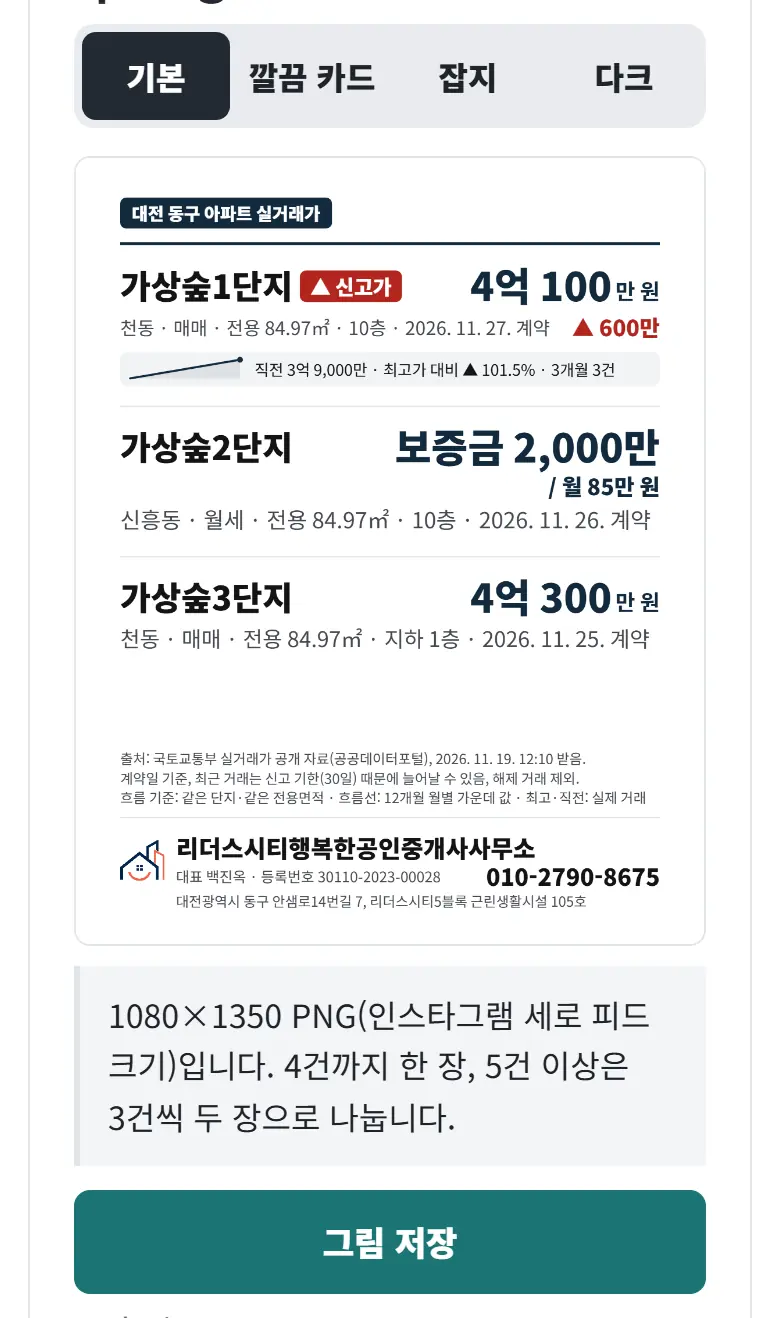 기본 깔끔 카드 잡지 다크
대전 동구 아파트 실거래가
가상숲1단지 ▲ 신고가 4억 100만 원
천동 · 매매 · 전용 84.97㎡ · 10층 · 2026. 11. 27. 계약 ▲ 600만
직전 3억 9,000만 · 최고가 대비 ▲ 101.5% · 3개월 3건
가상숲2단지 보증금 2,000만
/ 월 85만 원
신흥동 · 월세 · 전용 84.97㎡ · 10층 · 2026. 11. 26. 계약
가상숲3단지 4억 300만 원
천동 · 매매 · 전용 84.97㎡ · 지하 1층 · 2026. 11. 25. 계약
출처: 국토교통부 실거래가 공개 자료(공공데이터포털), 2026. 11. 19. 12:10 받음.
계약일 기준, 최근 거래는 신고 기한(30일) 때문에 늘어날 수 있음, 해제 거래 제외.
흐름 기준: 같은 단지·같은 전용면적 · 흐름선: 12개월 월별 가운데 값 · 최고·직전: 실제 거래
리더스시티행복한공인중개사사무소
대표 백진옥 · 등록번호 30110-2023-00028 010-2790-8675
대전광역시 동구 안샘로14번길 7, 리더스시티5블록 근린생활시설 105호
1080×1350 PNG(인스타그램 세로 피드
크기)입니다. 4건까지 한 장, 5건 이상은
3건씩 두 장으로 나눕니다.
그림 저장